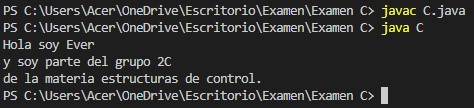 PS C:\Users\Acer\OneDrive\Escritorio\Examen\Examen C> javac C.java
PS C:\Users\Acer\OneDrive\Escritorio\Examen\Examen C> java C
Hola soy Ever
y soy parte del grupo 2C
de la materia estructuras de control.
PS C:\Users\Acer\OneDrive\Escritorio\Examen\Examen C>